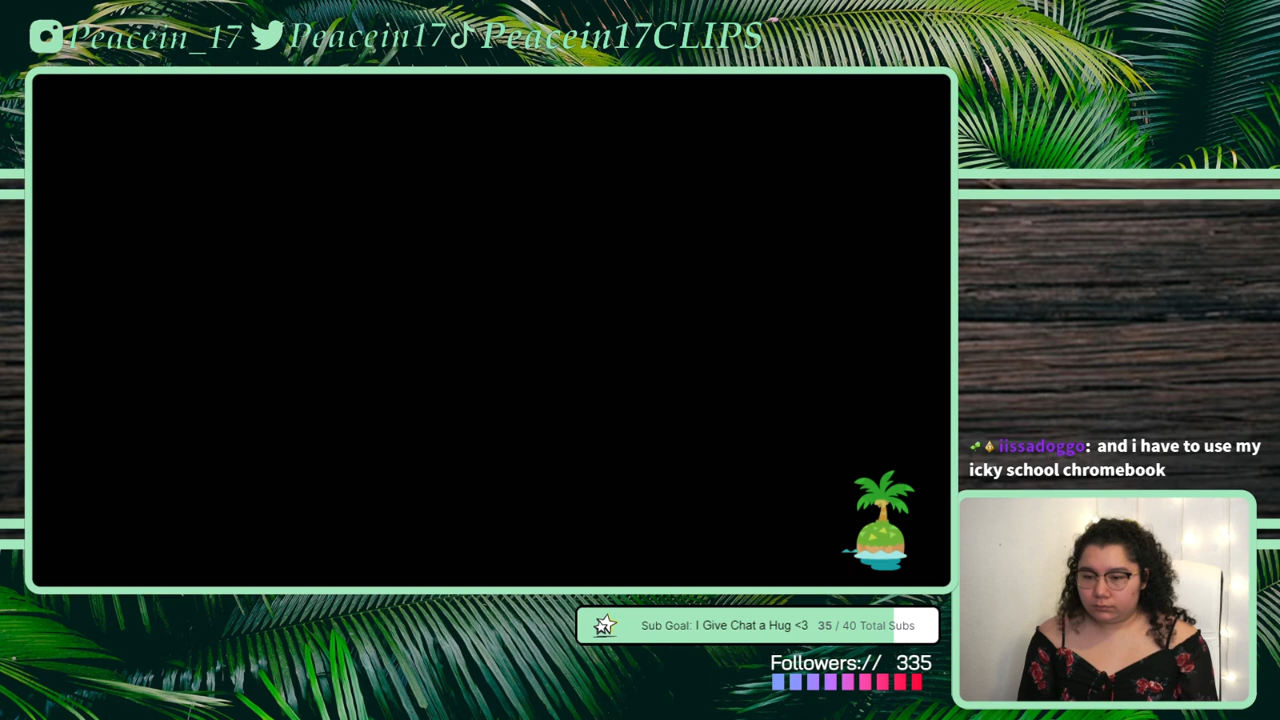 Peacein_17 Peacein17 Peacein17CLIPS
iissadoggo: and i have to use my
icky school chromebook
Sub Goal: I Give Chat a Hug <3 35 / 40 Total Subs
Followers:// 335